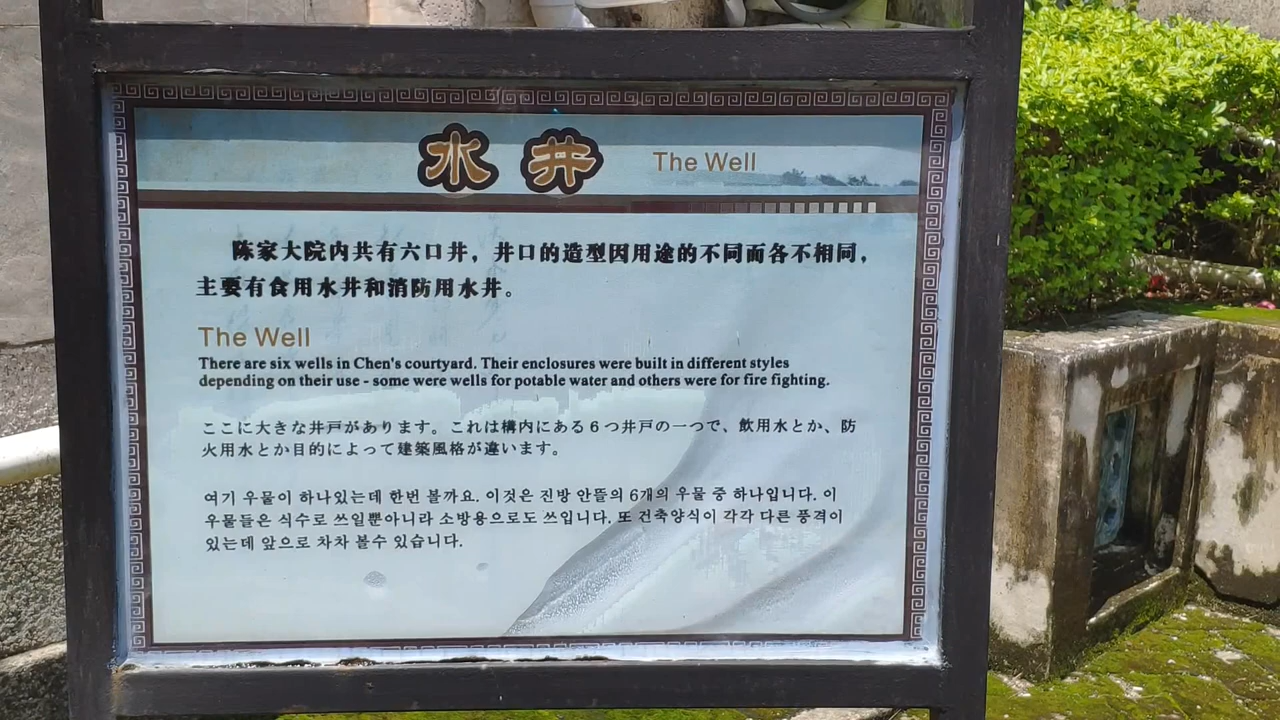 水井 The Well
陈家大院内共有六口井，井口的造型因用途的不同而各不相同，
主要有食用水井和消防用水井。
The Well
There are six wells in Chen's courtyard. Their enclosures were built in different styles
depending on their use - some were wells for potable water and others were for fire fighting.
ここに大きな井戸があります。これは構内にある６つ井戸の一つで、飲用水とか、防
火用水とか目的によって建築風格が違います。
여기 우물이 하나있는데 한번 볼까요. 이것은 진방 안뜰의 6개의 우물 중 하나입니다. 이
우물들은 식수로 쓰일뿐아니라 소방용으로도 쓰입니다. 또 건축양식이 각각 다른 풍격이
있는데 앞으로 차차 볼수 있습니다.